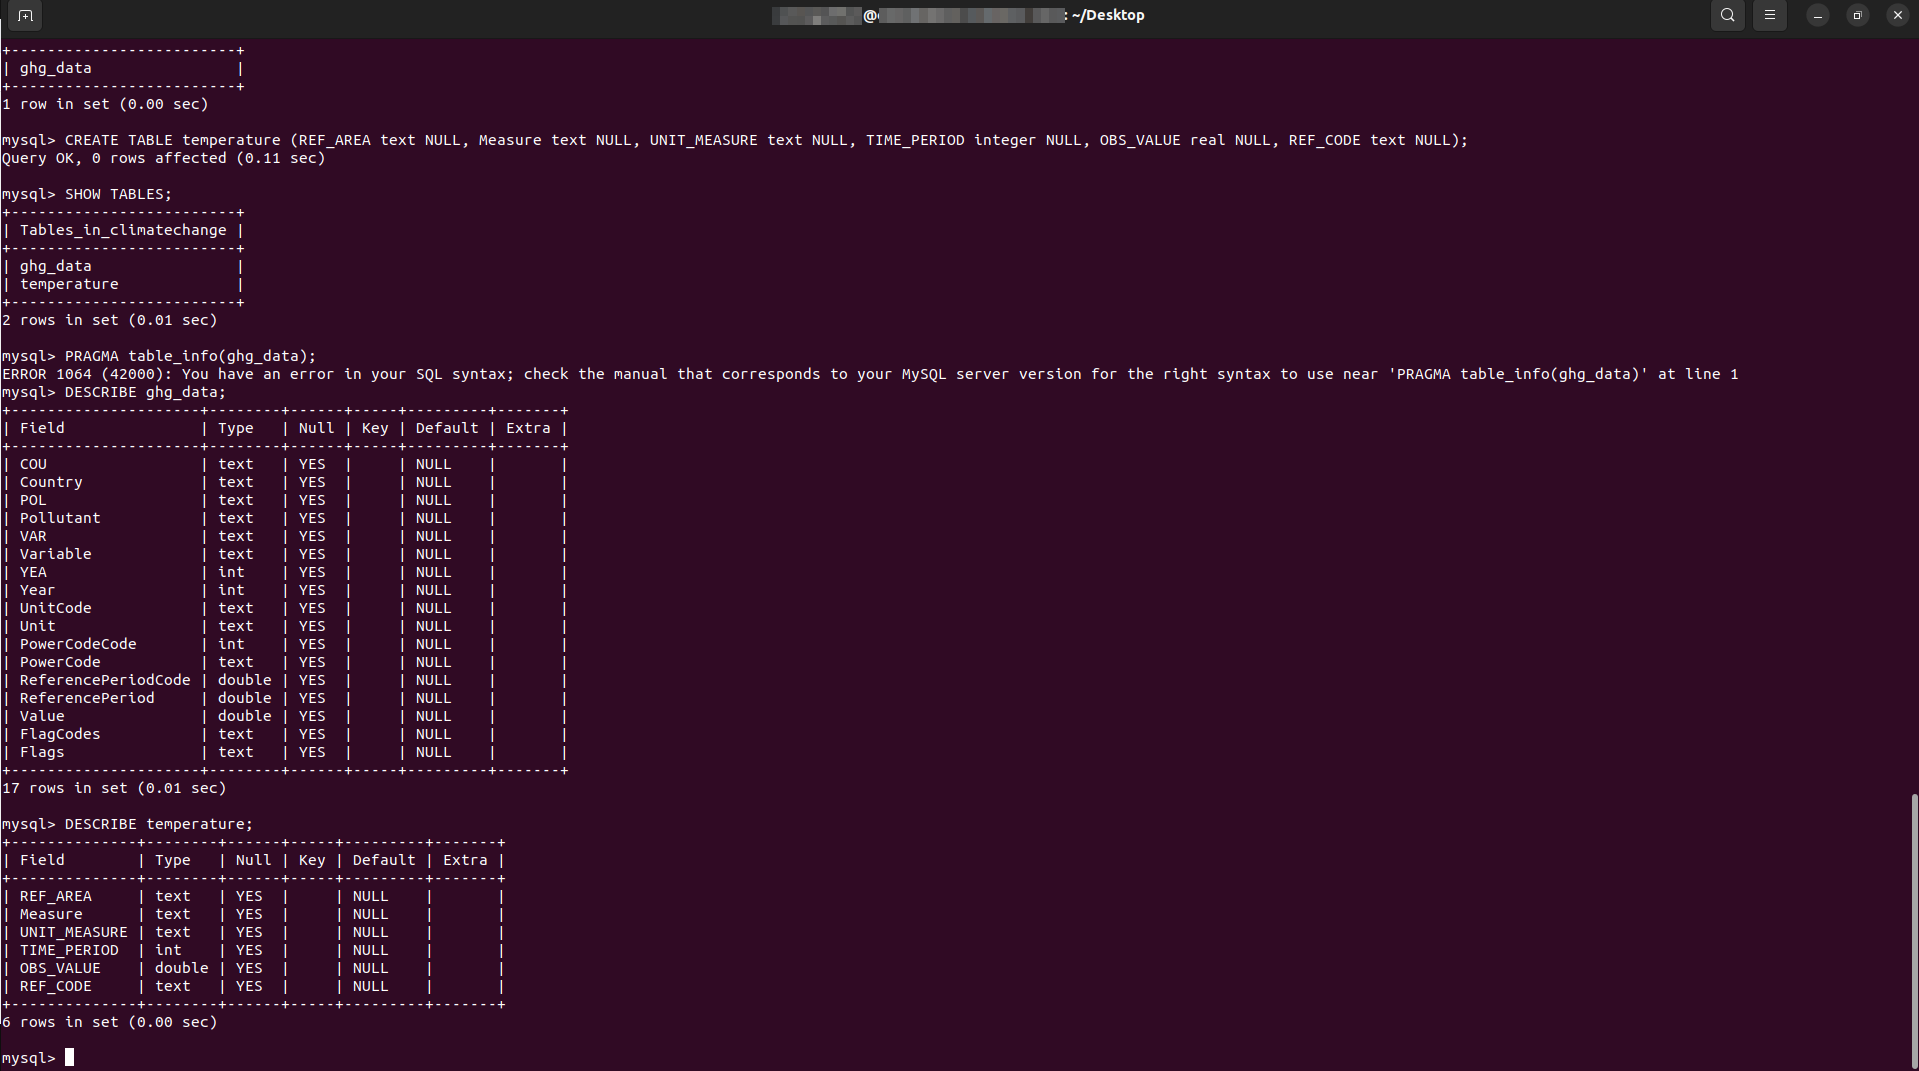 @ : ~/Desktop
+-------------------------+
| ghg_data                |
+-------------------------+
1 row in set (0.00 sec)
mysql> CREATE TABLE temperature (REF_AREA text NULL, Measure text NULL, UNIT_MEASURE text NULL, TIME_PERIOD integer NULL, OBS_VALUE real NULL, REF_CODE text NULL);
Query OK, 0 rows affected (0.11 sec)
mysql> SHOW TABLES;
+-------------------------+
| Tables_in_climatechange |
+-------------------------+
| ghg_data                |
| temperature             |
+-------------------------+
2 rows in set (0.01 sec)
mysql> PRAGMA table_info(ghg_data);
ERROR 1064 (42000): You have an error in your SQL syntax; check the manual that corresponds to your MySQL server version for the right syntax to use near 'PRAGMA table_info(ghg_data)' at line 1
mysql> DESCRIBE ghg_data;
+---------------------+--------+------+-----+---------+-------+
| Field               | Type   | Null | Key | Default | Extra |
+---------------------+--------+------+-----+---------+-------+
| COU                 | text   | YES  |     | NULL    |       |
| Country             | text   | YES  |     | NULL    |       |
| POL                 | text   | YES  |     | NULL    |       |
| Pollutant           | text   | YES  |     | NULL    |       |
| VAR                 | text   | YES  |     | NULL    |       |
| Variable            | text   | YES  |     | NULL    |       |
| YEA                 | int    | YES  |     | NULL    |       |
| Year                | int    | YES  |     | NULL    |       |
| UnitCode            | text   | YES  |     | NULL    |       |
| Unit                | text   | YES  |     | NULL    |       |
| PowerCodeCode       | int    | YES  |     | NULL    |       |
| PowerCode           | text   | YES  |     | NULL    |       |
| ReferencePeriodCode | double | YES  |     | NULL    |       |
| ReferencePeriod     | double | YES  |     | NULL    |       |
| Value               | double | YES  |     | NULL    |       |
| FlagCodes           | text   | YES  |     | NULL    |       |
| Flags               | text   | YES  |     | NULL    |       |
+---------------------+--------+------+-----+---------+-------+
17 rows in set (0.01 sec)
mysql> DESCRIBE temperature;
+--------------+--------+------+-----+---------+-------+
| Field        | Type   | Null | Key | Default | Extra |
+--------------+--------+------+-----+---------+-------+
| REF_AREA     | text   | YES  |     | NULL    |       |
| Measure      | text   | YES  |     | NULL    |       |
| UNIT_MEASURE | text   | YES  |     | NULL    |       |
| TIME_PERIOD  | int    | YES  |     | NULL    |       |
| OBS_VALUE    | double | YES  |     | NULL    |       |
| REF_CODE     | text   | YES  |     | NULL    |       |
+--------------+--------+------+-----+---------+-------+
6 rows in set (0.00 sec)
mysql>